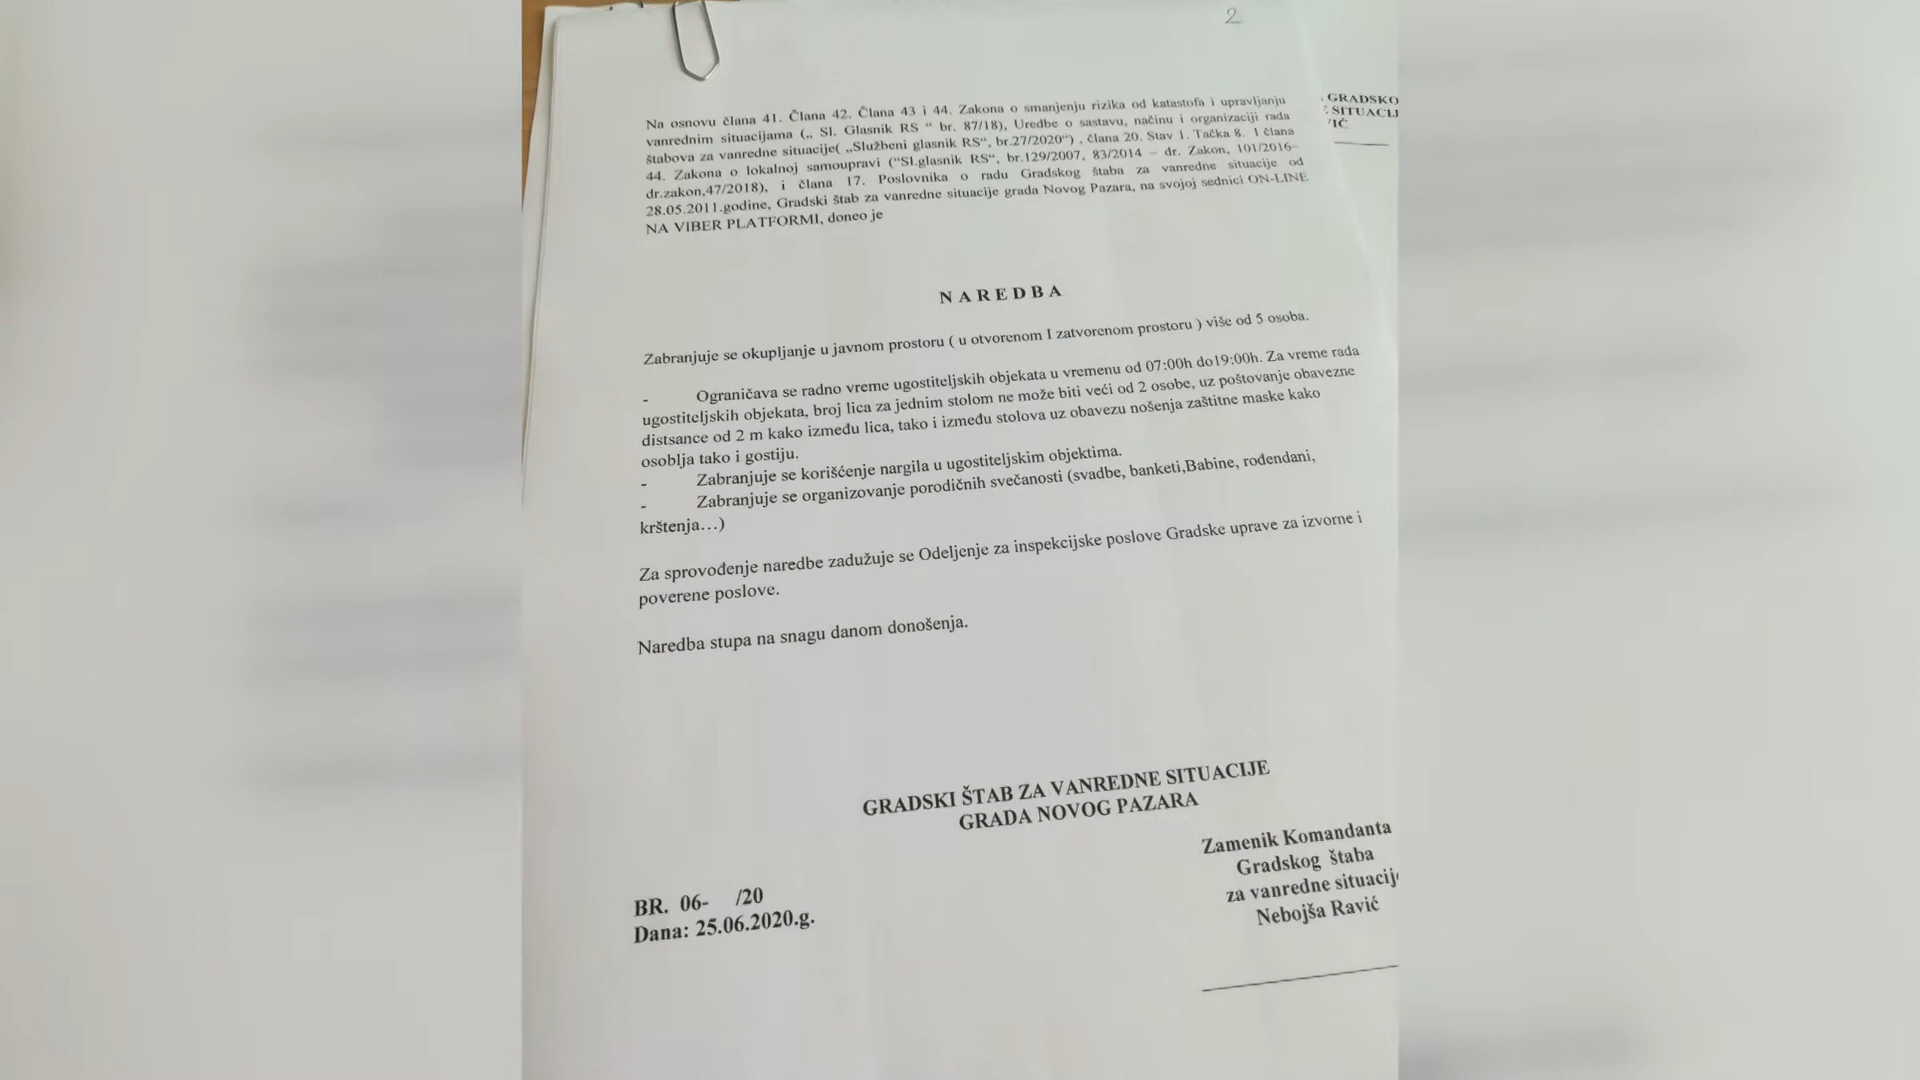 2
GRADSKO
SITUACIJ
IĆ
Na osnovu člana 41. Člana 42. Člana 43 i 44. Zakona o smanjenju rizika od katastofa i upravljanju
vanrednim situacijama („ Sl. Glasnik RS “ br. 87/18), Uredbe o sastavu, načinu i organizaciji rada
štabova za vanredne situacije( „Službeni glasnik RS“, br.27/2020“) , člana 20. Stav 1. Tačka 8. I člana
44. Zakona o lokalnoj samoupravi (“Sl.glasnik RS“, br.129/2007, 83/2014 – dr. Zakon, 101/2016–
dr.zakon,47/2018), i člana 17. Poslovnika o radu Gradskog štaba za vanredne situacije od
28.05.2011.godine, Gradski štab za vanredne situacije grada Novog Pazara, na svojoj sednici ON-LINE
NA VIBER PLATFORMI, doneo je
N A R E D B A
Zabranjuje se okupljanje u javnom prostoru ( u otvorenom I zatvorenom prostoru ) više od 5 osoba.
- Ograničava se radno vreme ugostiteljskih objekata u vremenu od 07:00h do19:00h. Za vreme rada
ugostiteljskih objekata, broj lica za jednim stolom ne može biti veći od 2 osobe, uz poštovanje obavezne
distsance od 2 m kako između lica, tako i između stolova uz obavezu nošenja zaštitne maske kako
osoblja tako i gostiju.
- Zabranjuje se korišćenje nargila u ugostiteljskim objektima.
- Zabranjuje se organizovanje porodičnih svečanosti (svadbe, banketi,Babine, rođendani,
krštenja…)
Za sprovođenje naredbe zadužuje se Odeljenje za inspekcijske poslove Gradske uprave za izvorne i
poverene poslove.
Naredba stupa na snagu danom donošenja.
GRADSKI ŠTAB ZA VANREDNE SITUACIJE
GRADA NOVOG PAZARA
Zamenik Komandanta
Gradskog štaba
za vanredne situacije
Nebojša Ravić
BR. 06- /20
Dana: 25.06.2020.g.